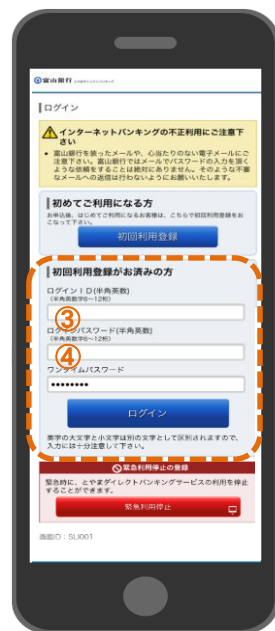 富山銀行
ログイン
インターネットバンキングの不正利用にご注意下
さい
• 富山銀行を装ったメールや、心当たりのない電子メールにご
注意下さい。富山銀行ではメールでパスワードの入力を頂く
ような依頼をすることは絶対にありません。そのような不審
なメールへの返信は行わないようにお願いいたします。
初めてご利用になる方
お申込後、はじめてご利用になるお客様は、こちらで初回利用登録をお
こなって下さい。
初回利用登録
初回利用登録がお済みの方
ログインID(半角英数)
(半角英数字6~12桁)
③
ログインパスワード(半角英数)
(半角英数字6~12桁)
④
ワンタイムパスワード
••••••••
ログイン
英字の大文字と小文字は別の文字として区別されますので、
入力には十分注意して下さい。
緊急利用停止の登録
緊急時に、とやまダイレクトバンキングサービスの利用を停止
することができます。
緊急利用停止
画面ID:SLI001